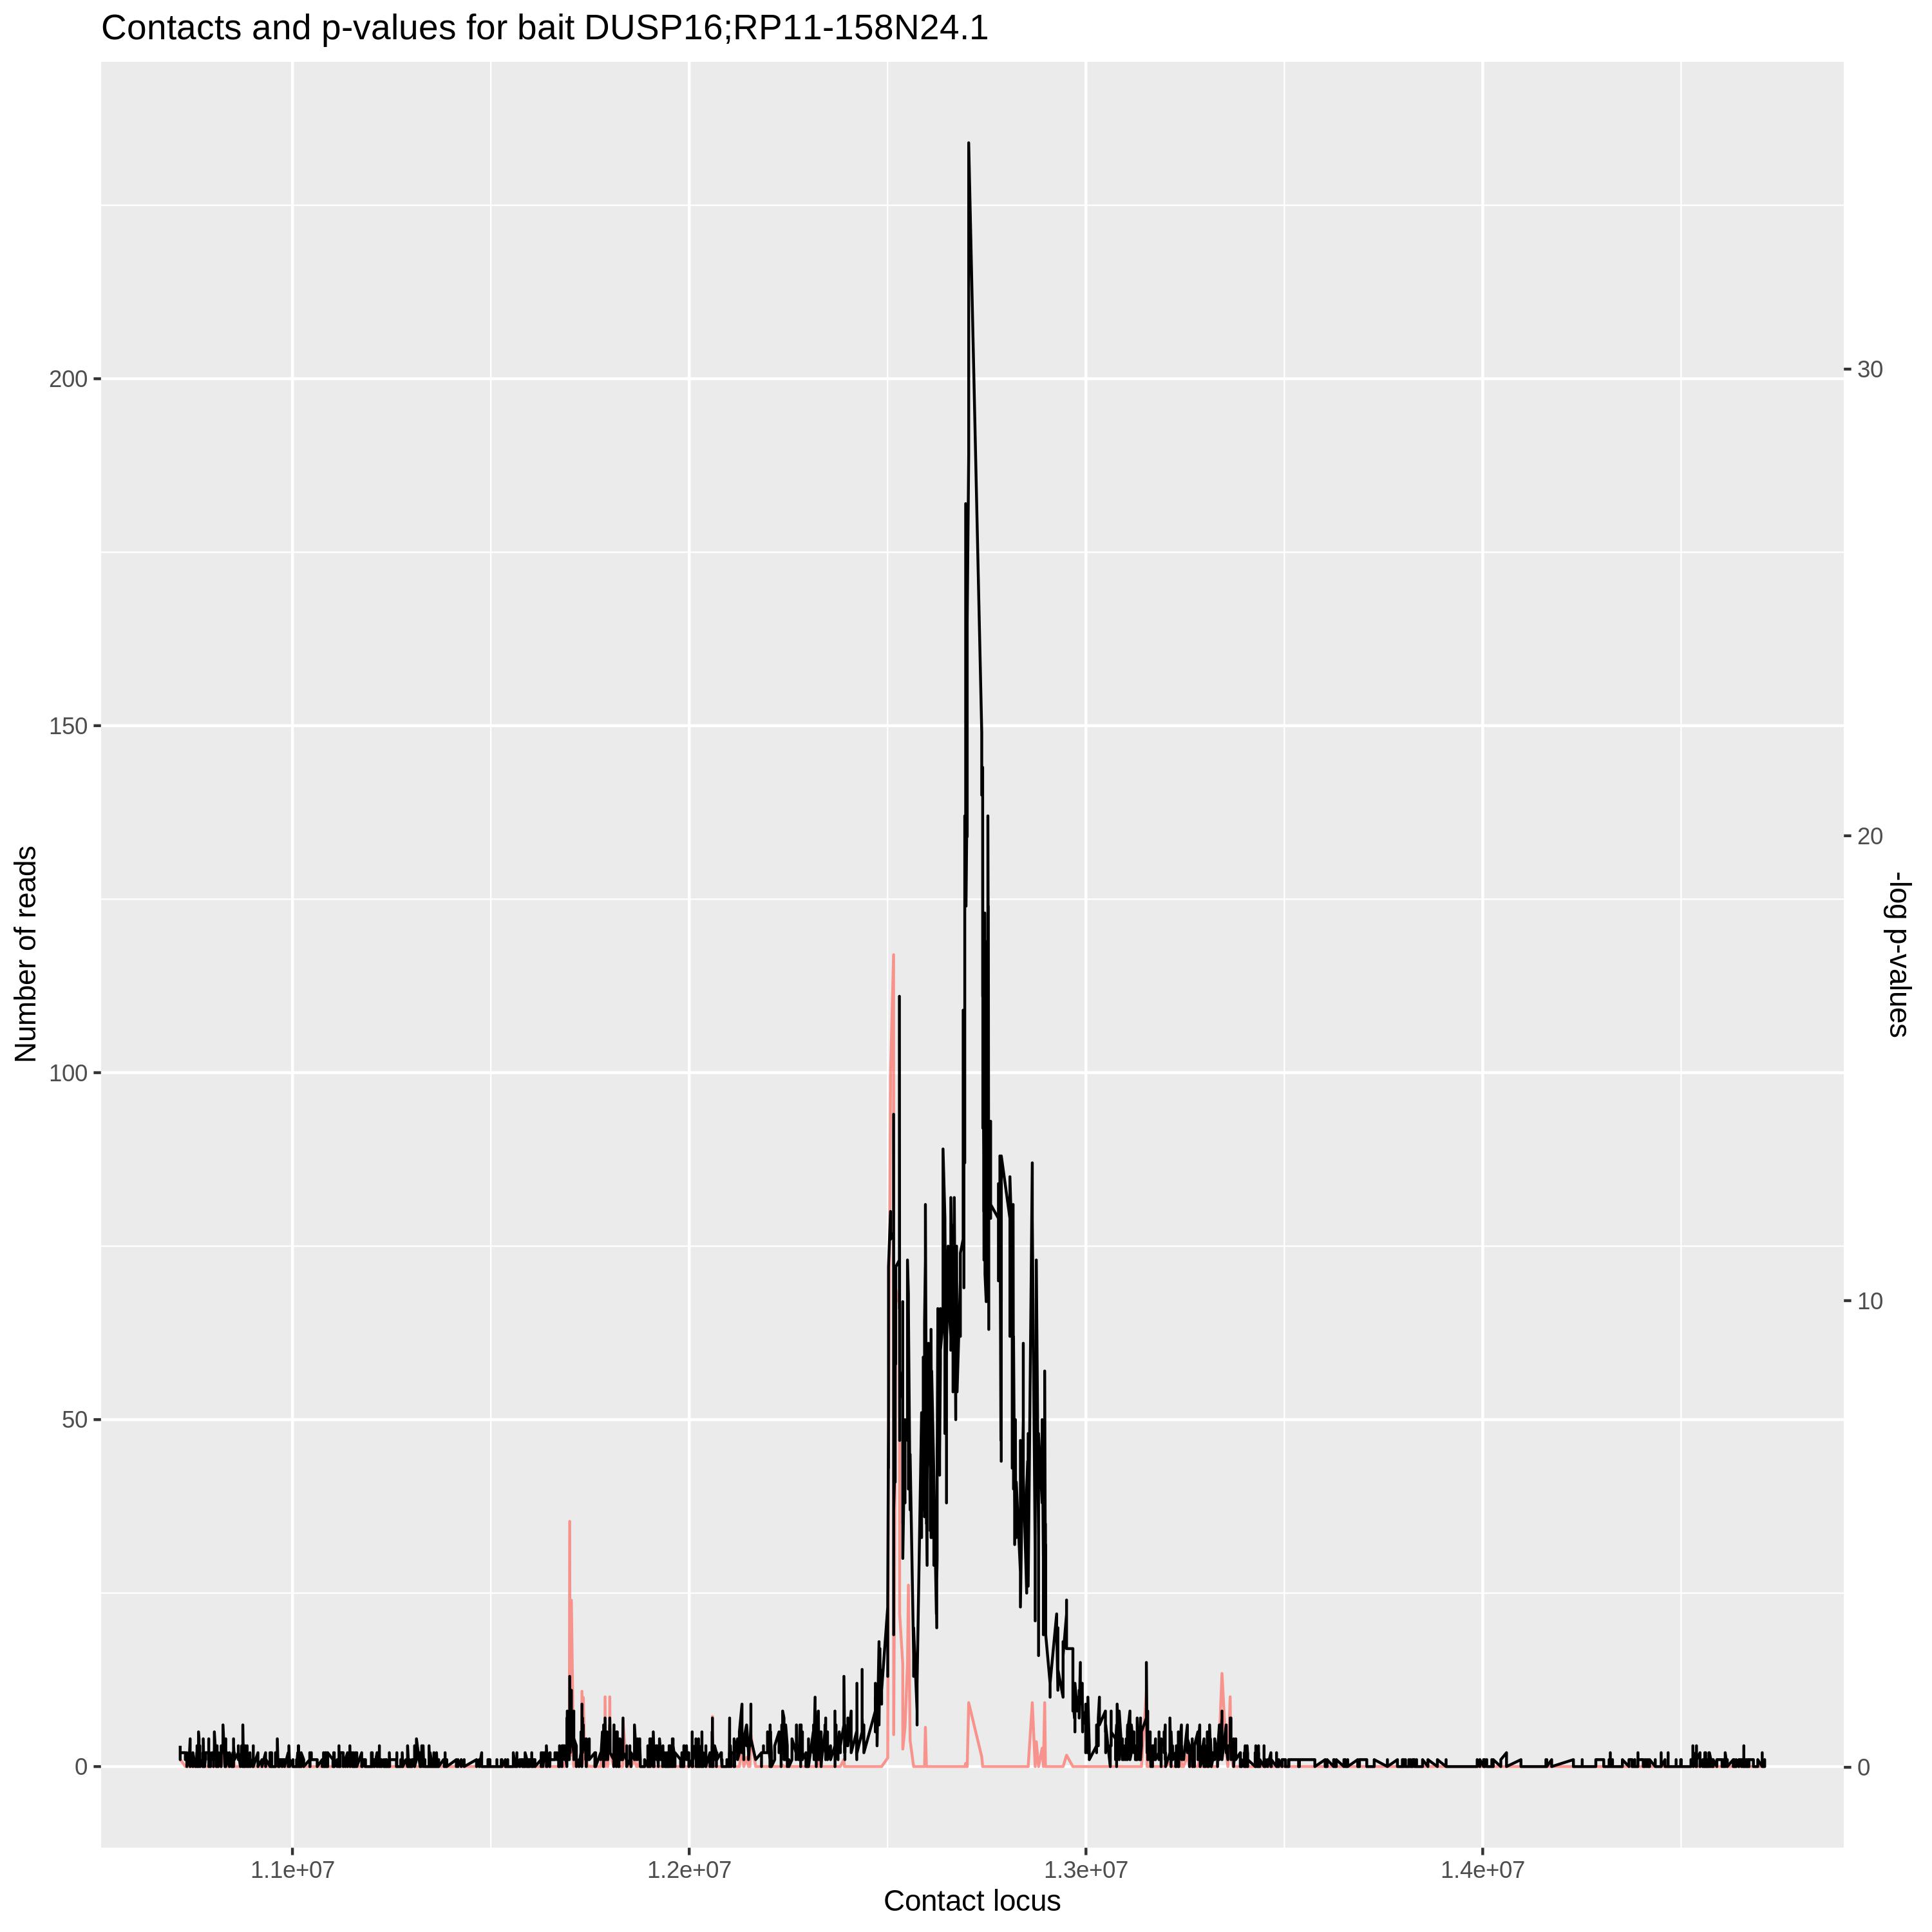 Contacts and p-values for bait DUSP16;RP11-158N24.1
Number of reads
200
150
100
50
0
30
20
10
0
-log p-values
1.1e+07 1.2e+07 1.3e+07 1.4e+07
Contact locus